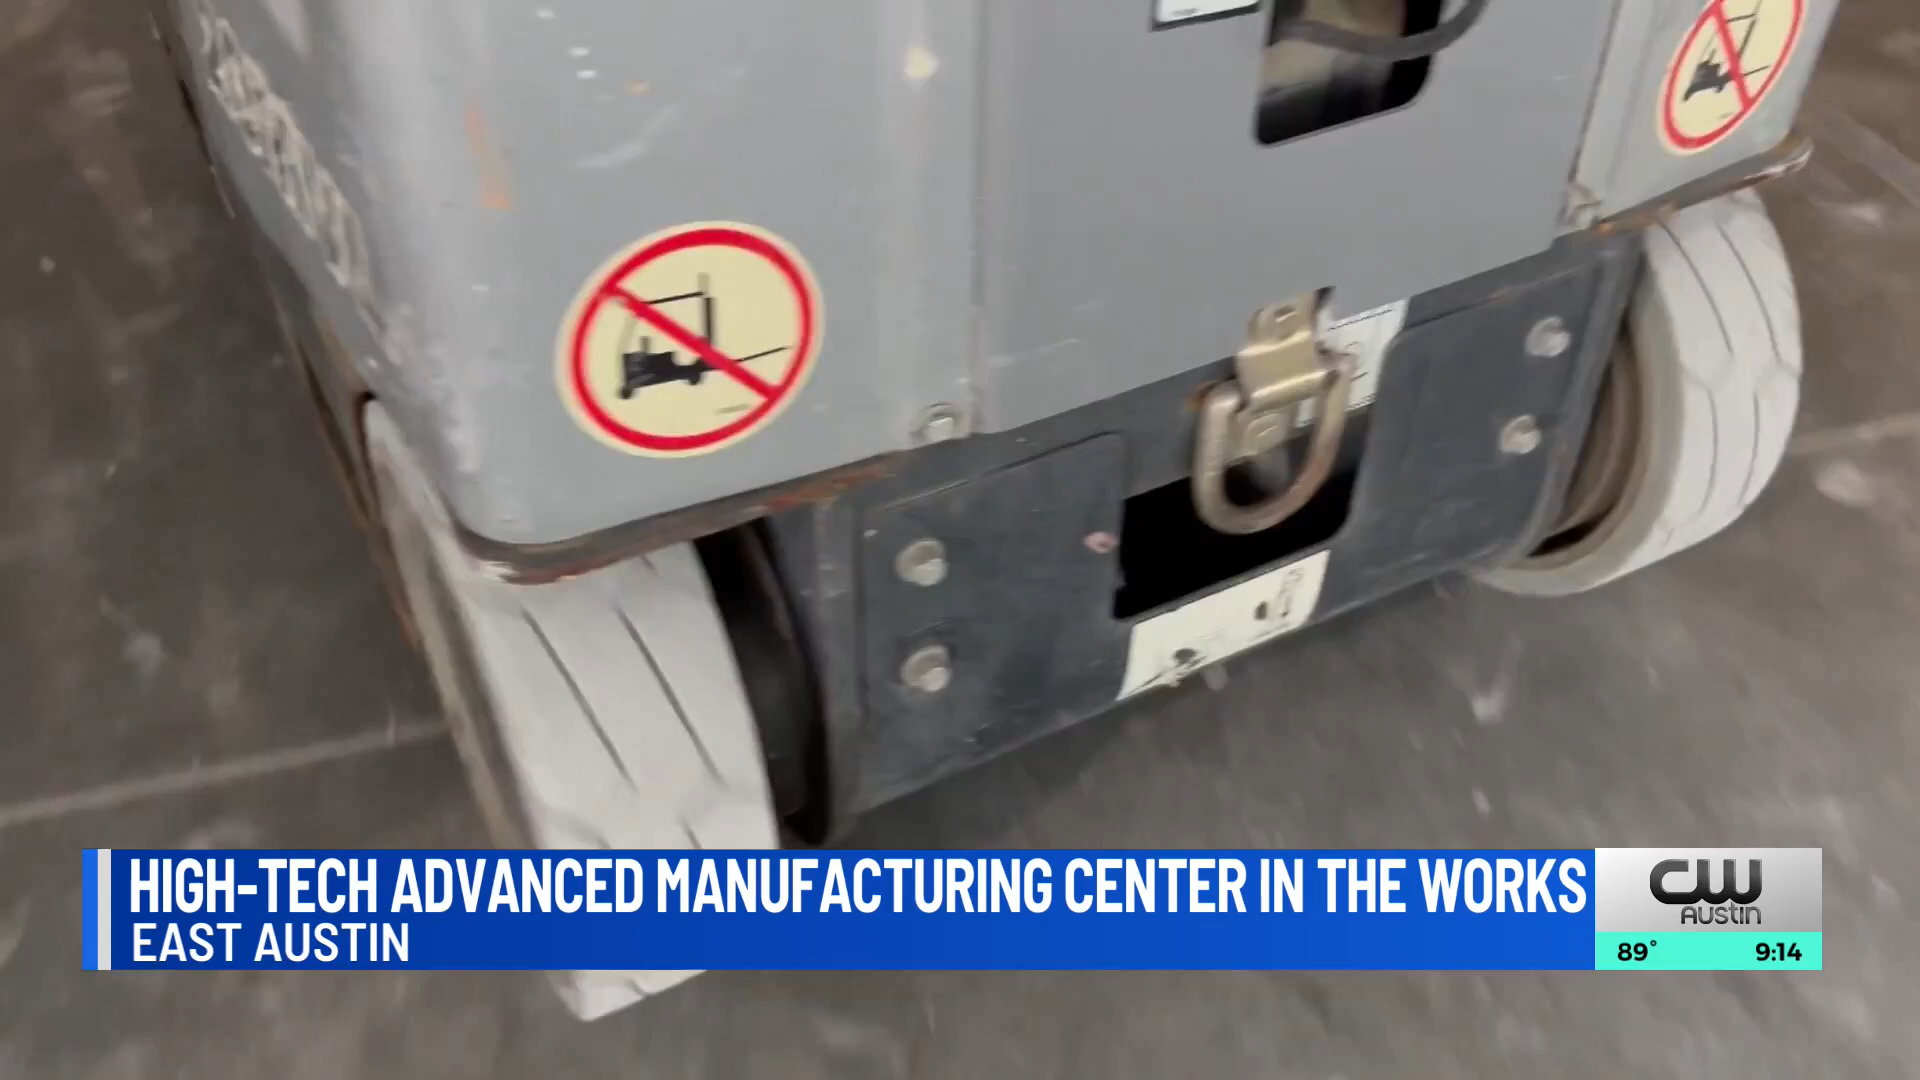 HIGH-TECH ADVANCED MANUFACTURING CENTER IN THE WORKS
EAST AUSTIN
CW
AUSTIN
89°
9:14